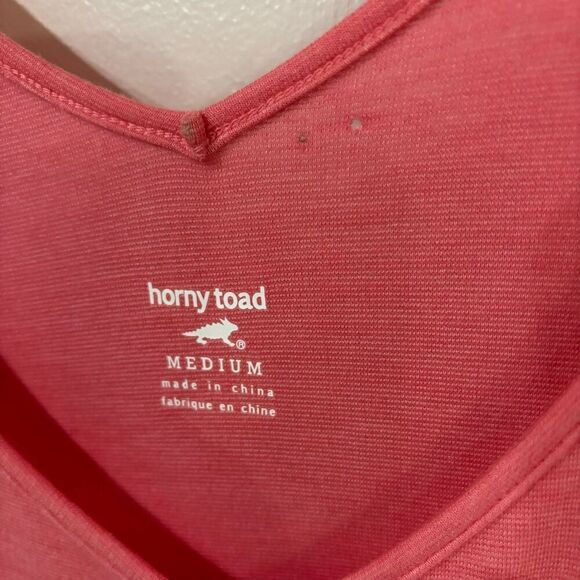 horny toad
®
MEDIUM
made in china
fabrique en chine